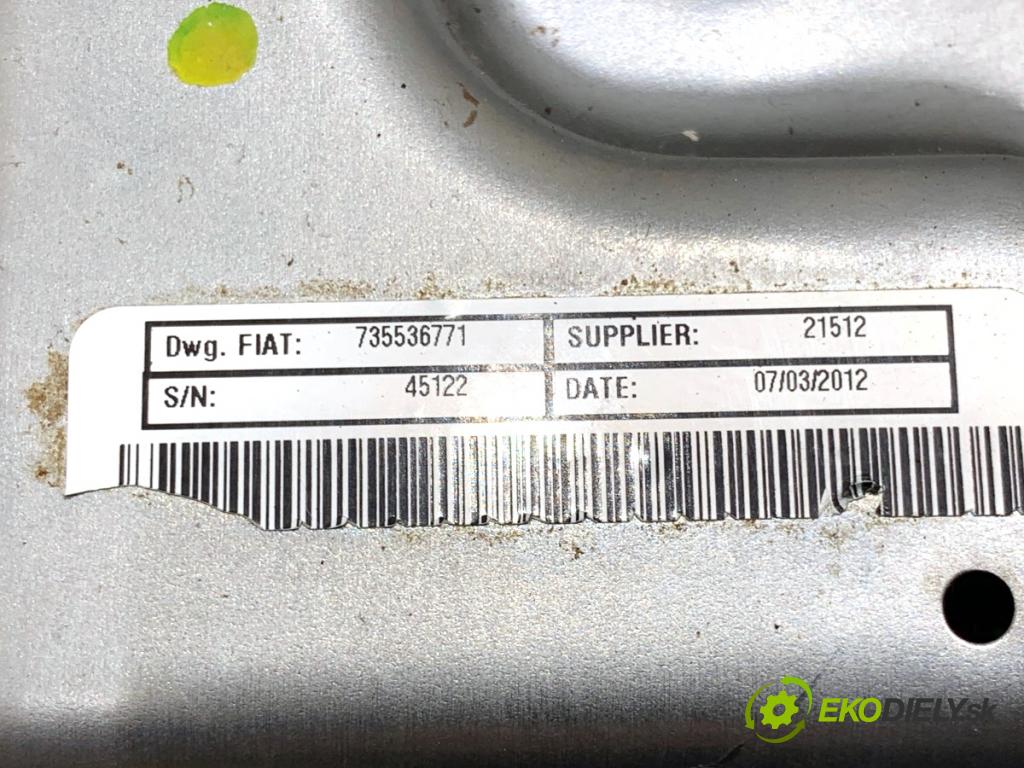 Dwg. FIAT: 735536771 SUPPLIER: 21512
S/N: 45122 DATE: 07/03/2012
EKODIELY.sk